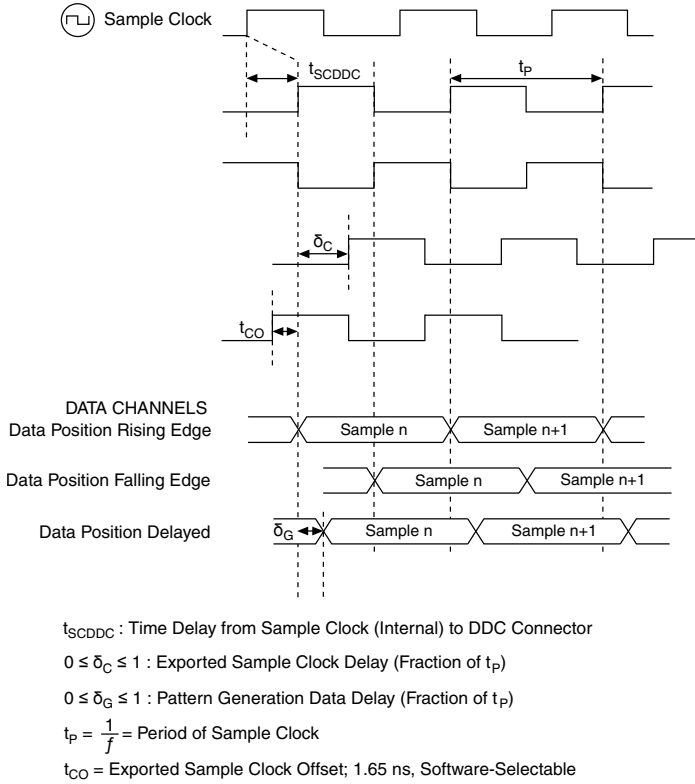 Sample Clock
tSCDDC
tP
δC
tCO
DATA CHANNELS
Data Position Rising Edge
Sample n
Sample n+1
Data Position Falling Edge
Sample n
Sample n+1
Data Position Delayed
δG
Sample n
Sample n+1
tSCDDC : Time Delay from Sample Clock (Internal) to DDC Connector
0 ≤ δC ≤ 1 : Exported Sample Clock Delay (Fraction of tP)
0 ≤ δG ≤ 1 : Pattern Generation Data Delay (Fraction of tP)
tP = 1/f = Period of Sample Clock
tCO = Exported Sample Clock Offset; 1.65 ns, Software-Selectable